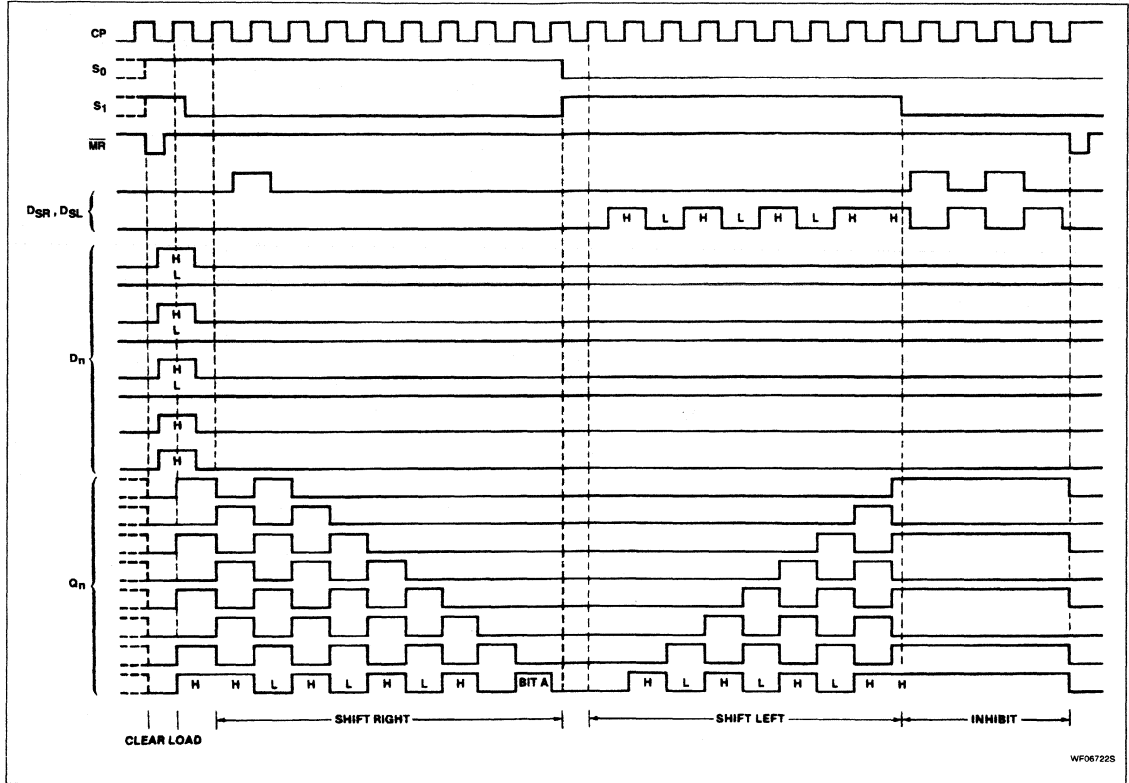 CP
S0
S1
MR
DSR, DSL
H L H L H L H H
H
L
H
L
Dn
H
L
H
H
Qn
H H L H L H L H BIT A H L H L H L H H
SHIFT RIGHT SHIFT LEFT INHIBIT
CLEAR LOAD
WF06722S